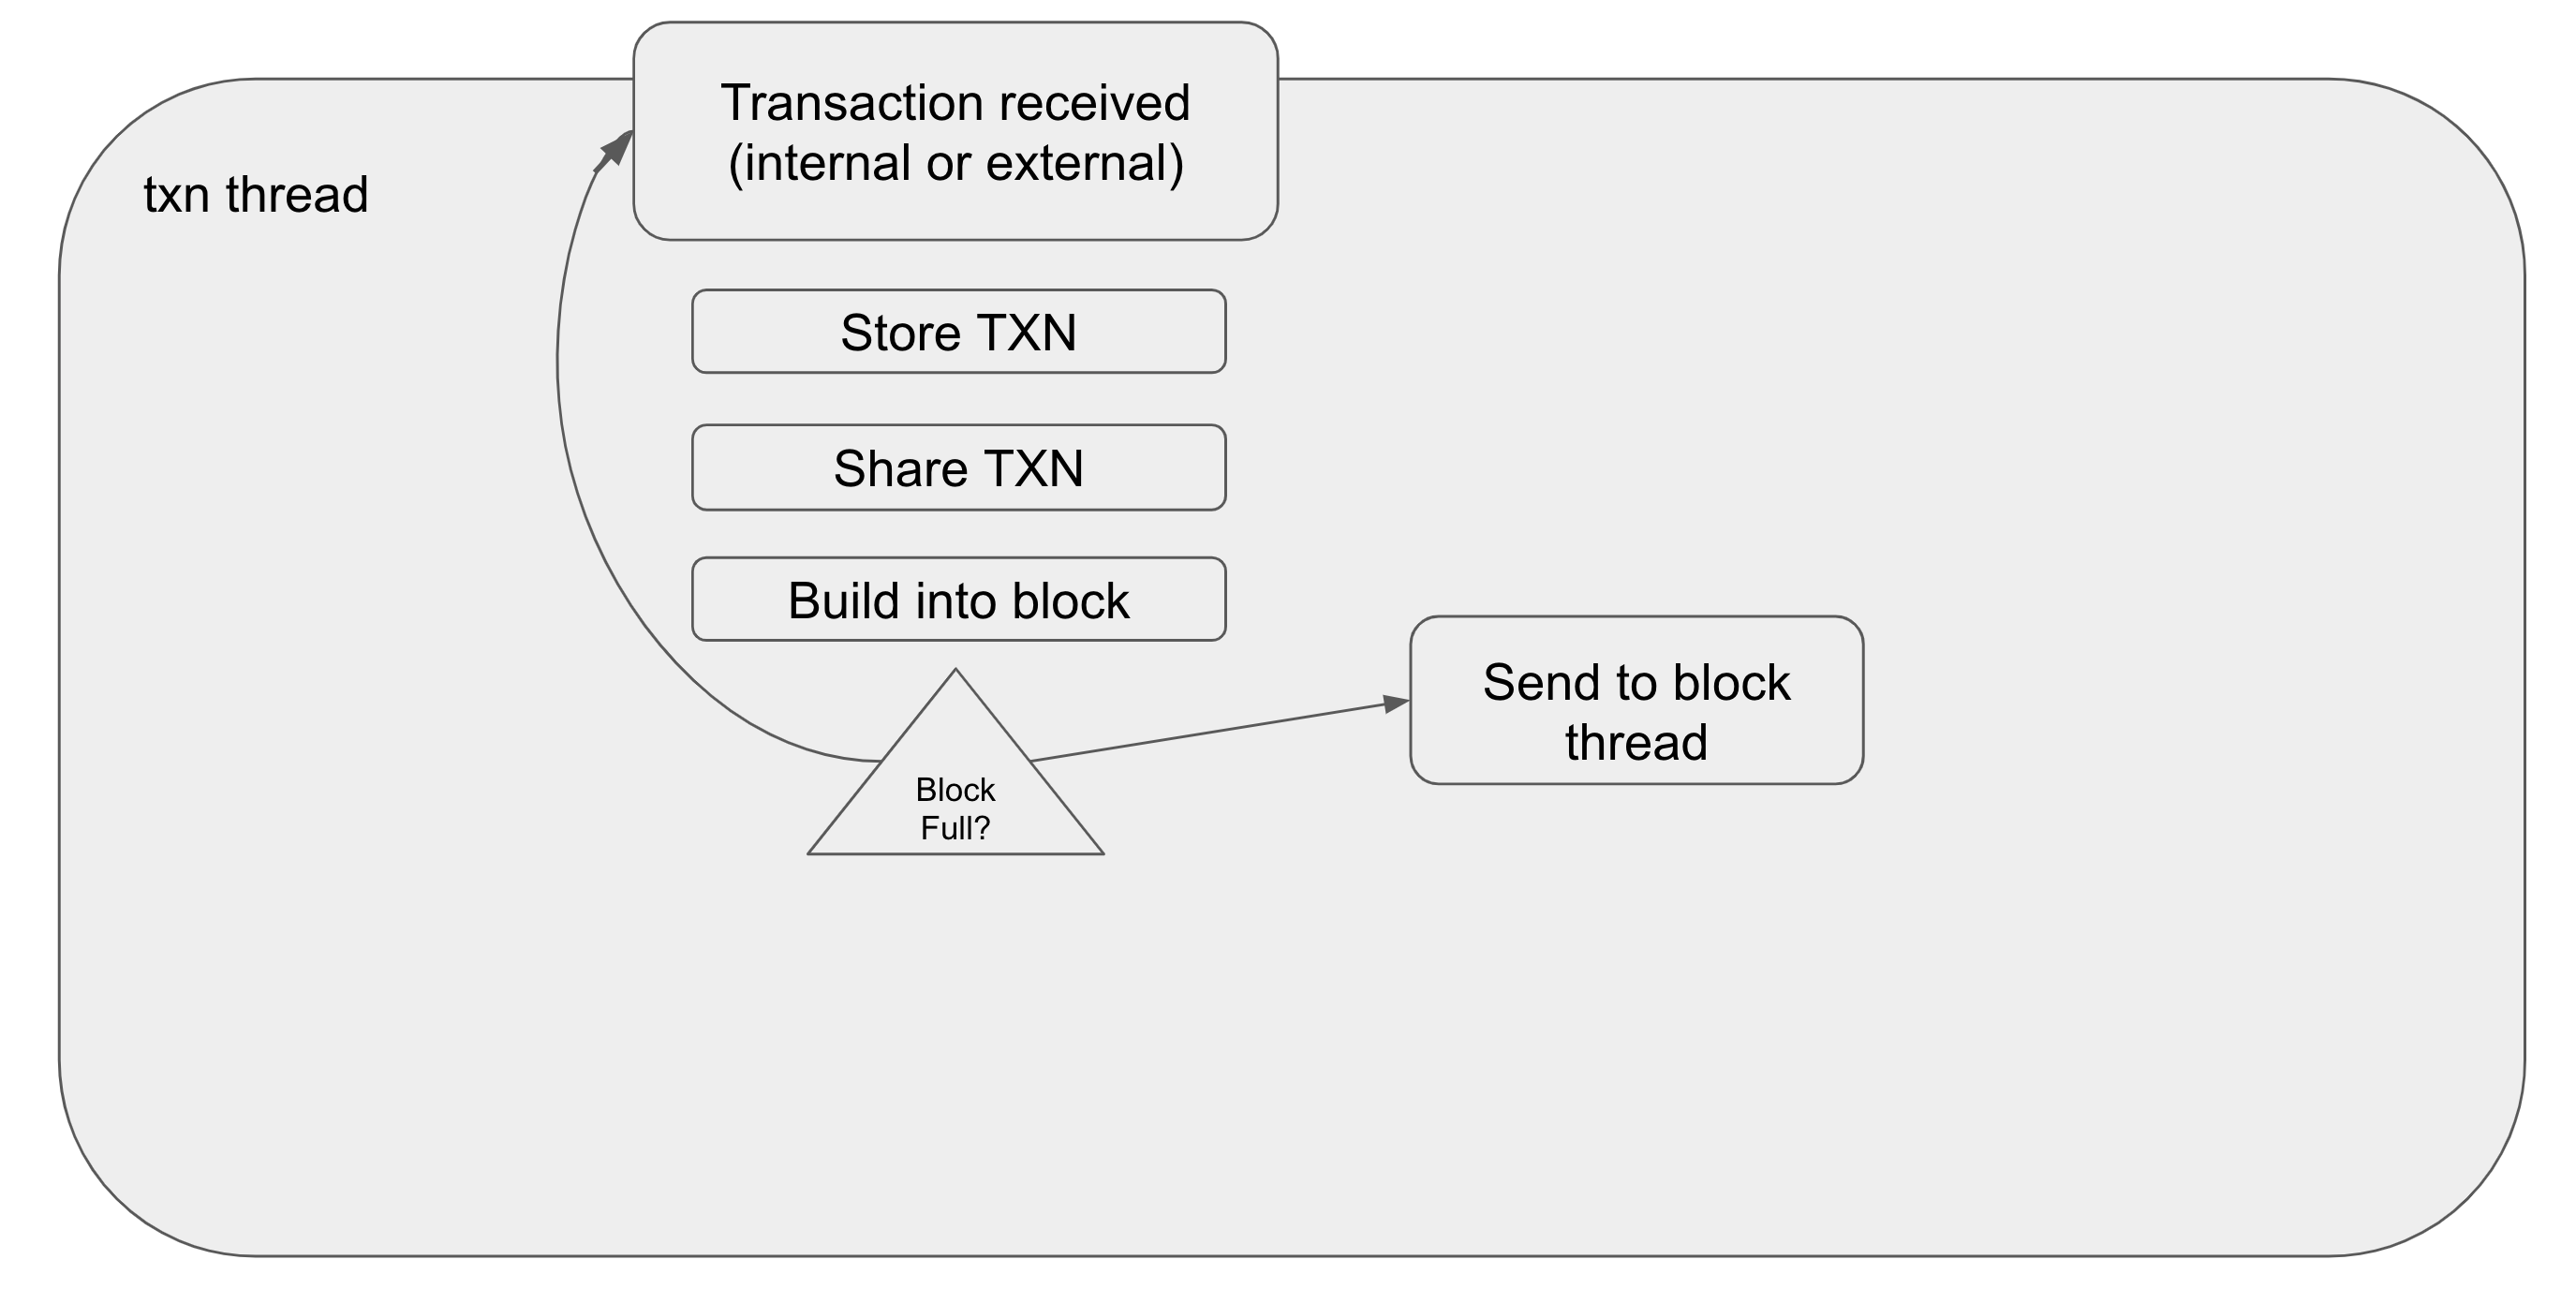 Transaction received
(internal or external)
txn thread
Store TXN
Share TXN
Build into block
Send to block
thread
Block
Full?